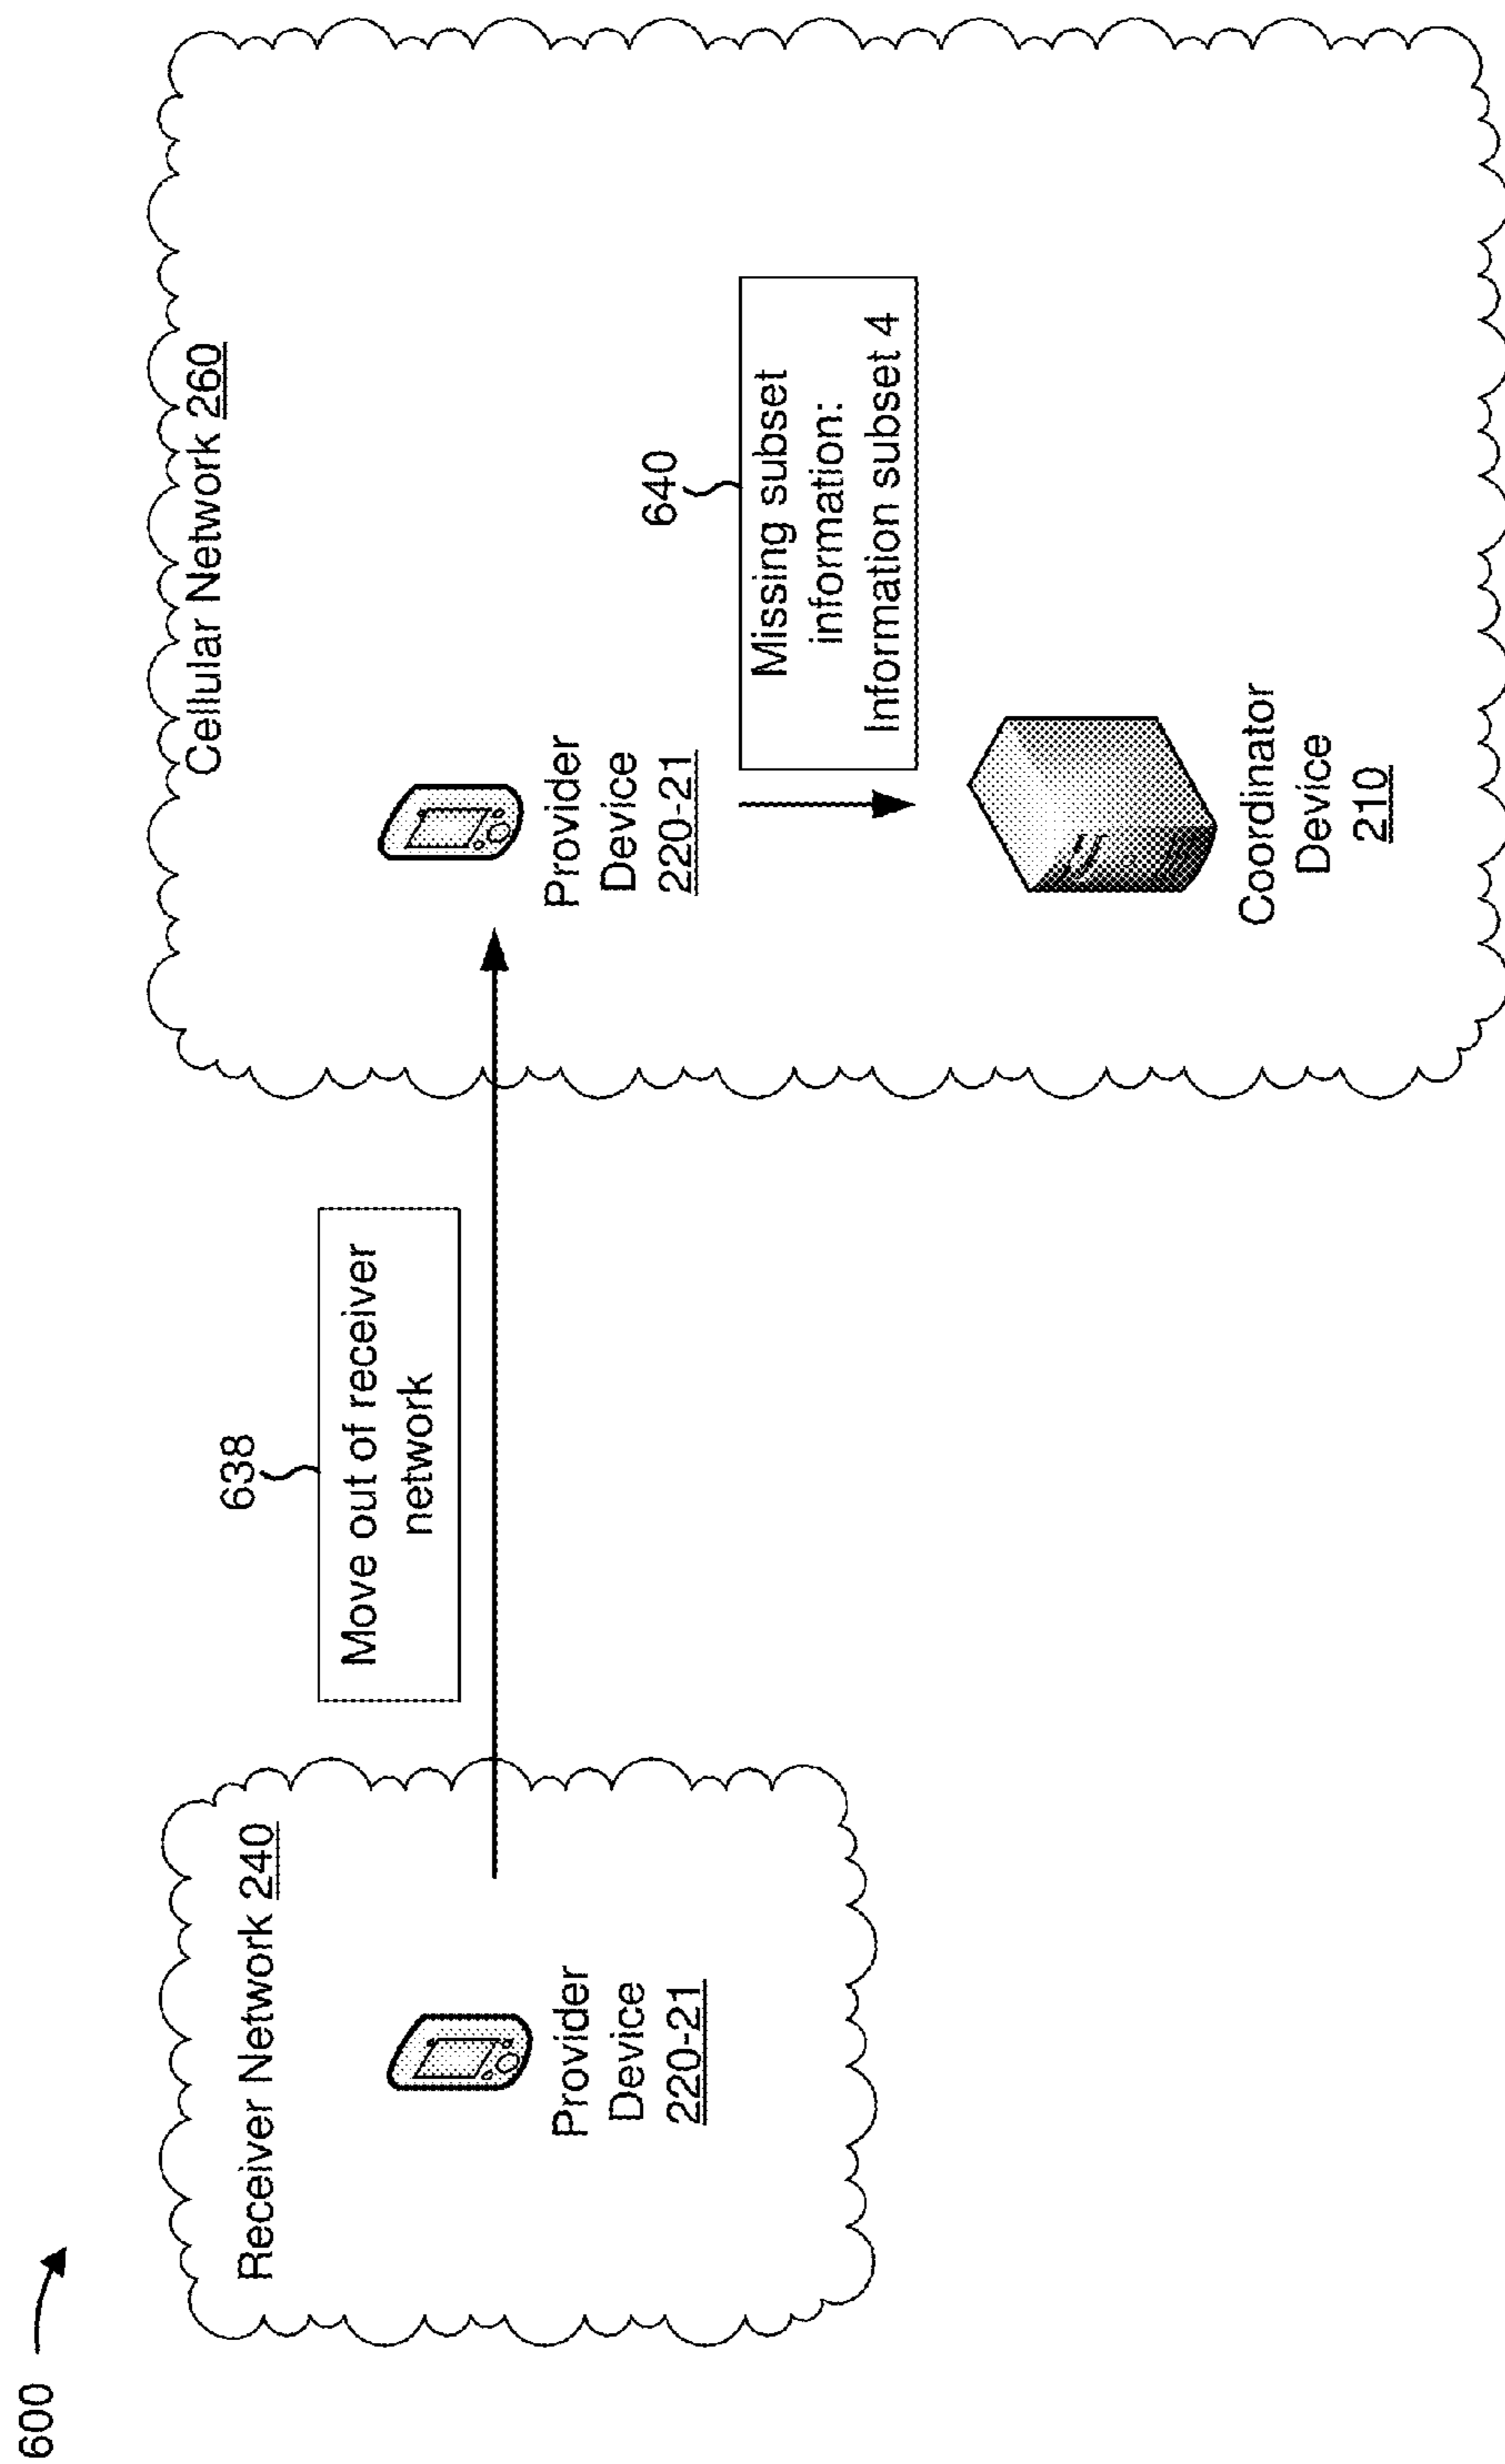 600
Receiver Network 240
Provider
Device
220-21
638
Move out of receiver
network
Cellular Network 260
Provider
Device
220-21
640
Missing subset
information:
Information subset 4
Coordinator
Device
210